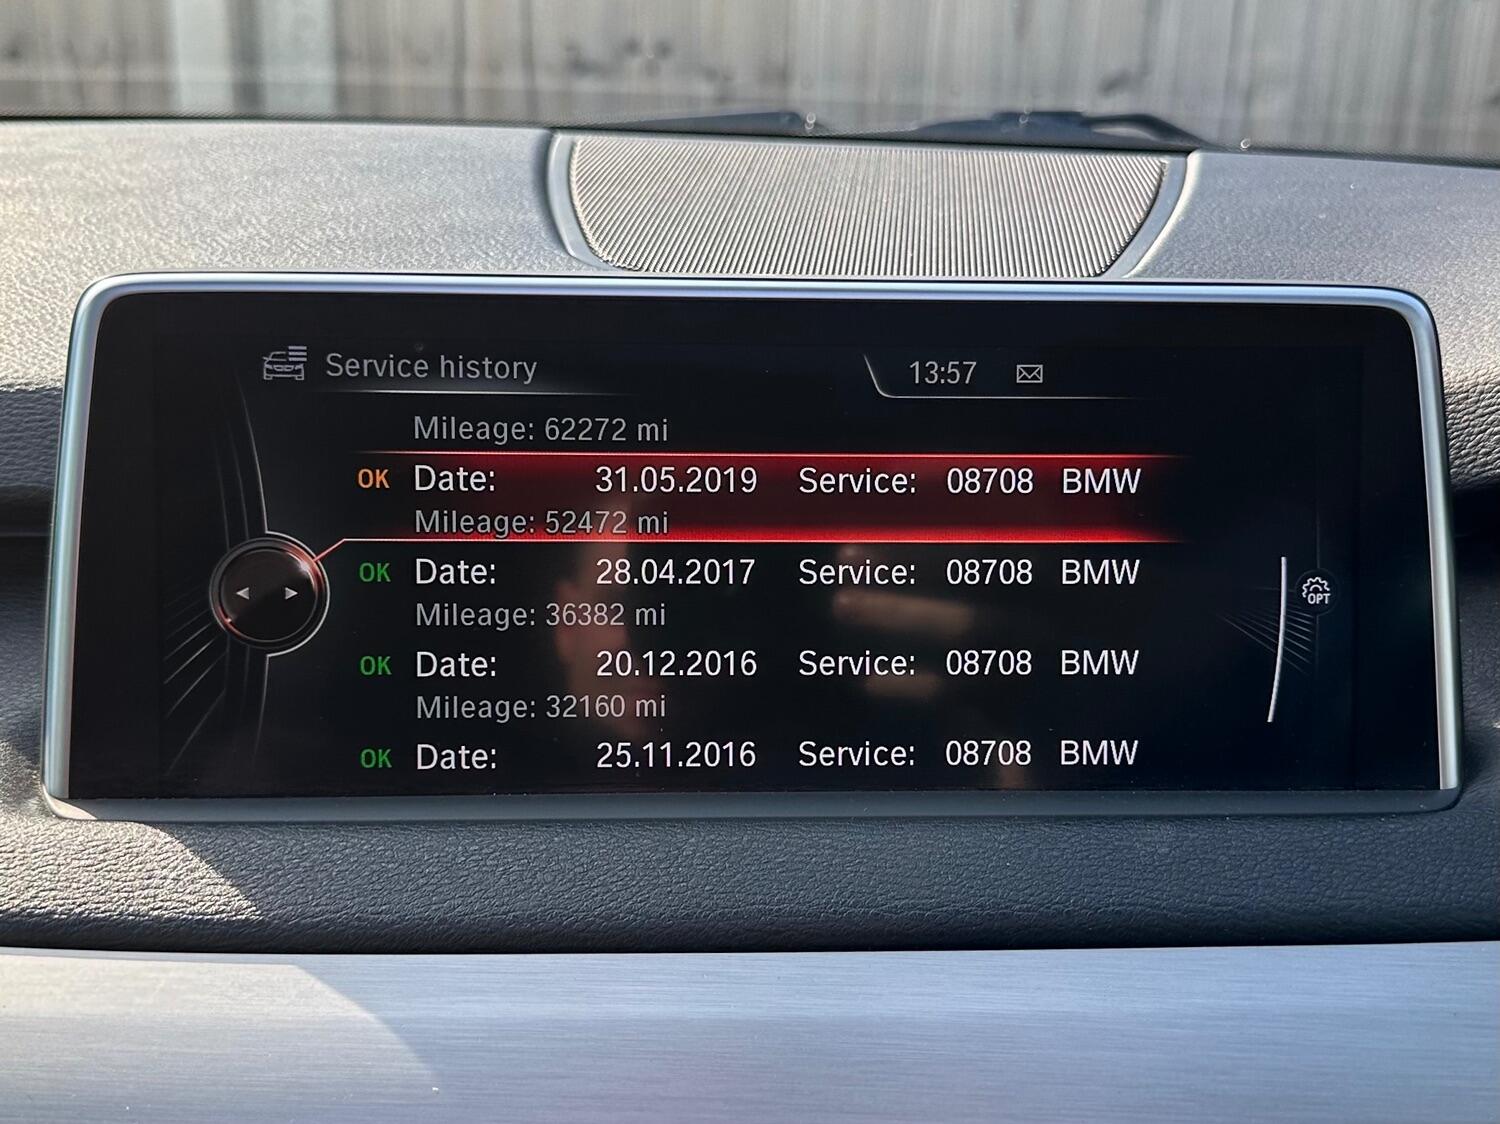 Service history
13:57
Mileage: 62272 mi
OK Date: 31.05.2019 Service: 08708 BMW
Mileage: 52472 mi
OK Date: 28.04.2017 Service: 08708 BMW
Mileage: 36382 mi
OK Date: 20.12.2016 Service: 08708 BMW
Mileage: 32160 mi
OK Date: 25.11.2016 Service: 08708 BMW
OPT